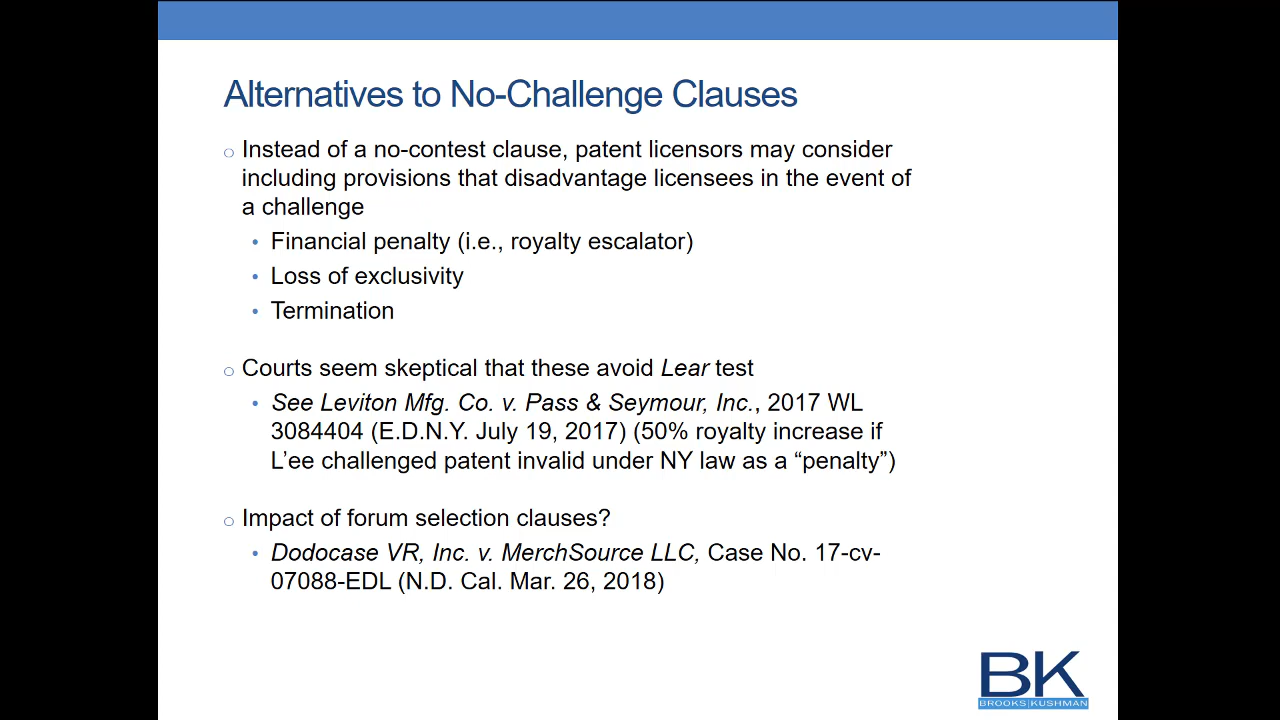 Alternatives to No-Challenge Clauses
Instead of a no-contest clause, patent licensors may consider
including provisions that disadvantage licensees in the event of
a challenge
Financial penalty (i.e., royalty escalator)
Loss of exclusivity
Termination
Courts seem skeptical that these avoid Lear test
See Leviton Mfg. Co. v. Pass & Seymour, Inc., 2017 WL
3084404 (E.D.N.Y. July 19, 2017) (50% royalty increase if
L'ee challenged patent invalid under NY law as a “penalty”)
Impact of forum selection clauses?
Dodocase VR, Inc. v. MerchSource LLC, Case No. 17-cv-
07088-EDL (N.D. Cal. Mar. 26, 2018)
BK
BROOKS|KUSHMAN